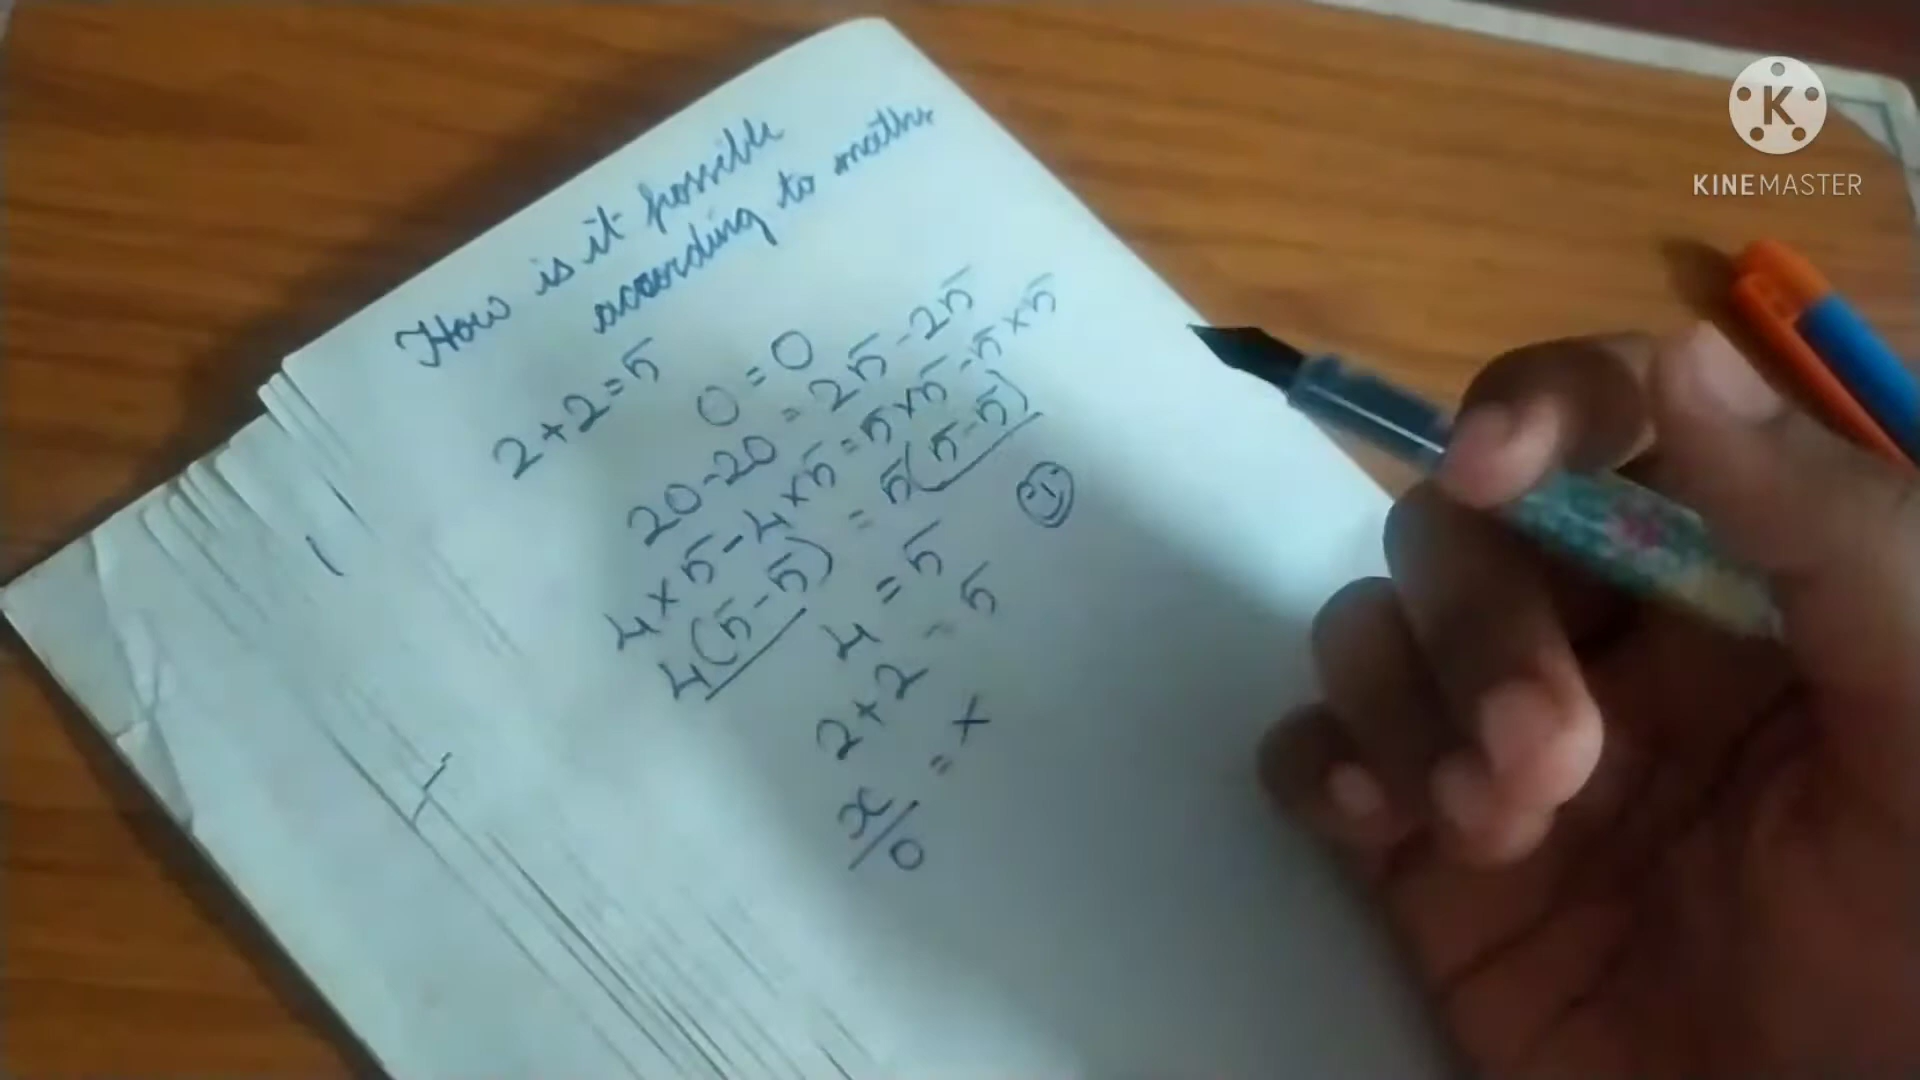 How is it possible
according to maths
2+2=5
0=0
20-20=25-25
4×5-4×5=5×5-5×5
4(5-5)=5(5-5)
4=5
2+2=5
x/0=x
K
KINEMASTER